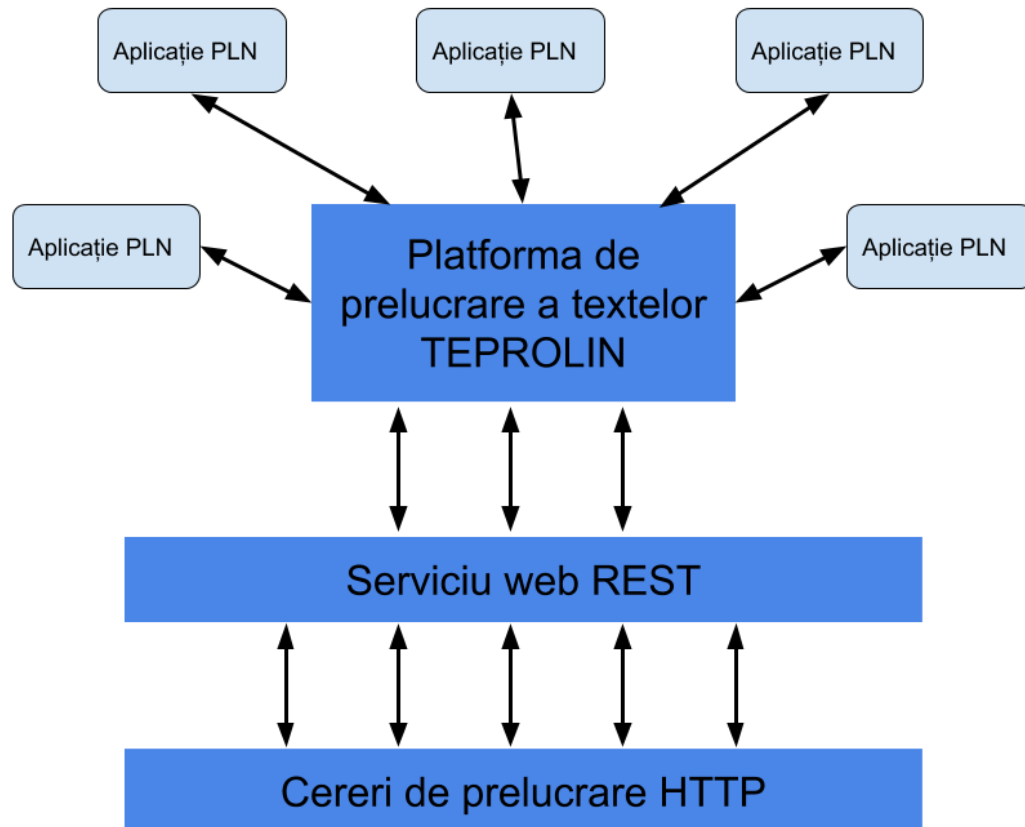 Aplicație PLN
Aplicație PLN
Aplicație PLN
Aplicație PLN
Aplicație PLN
Platforma de
prelucrare a textelor
TEPROLIN
Serviciu web REST
Cereri de prelucrare HTTP